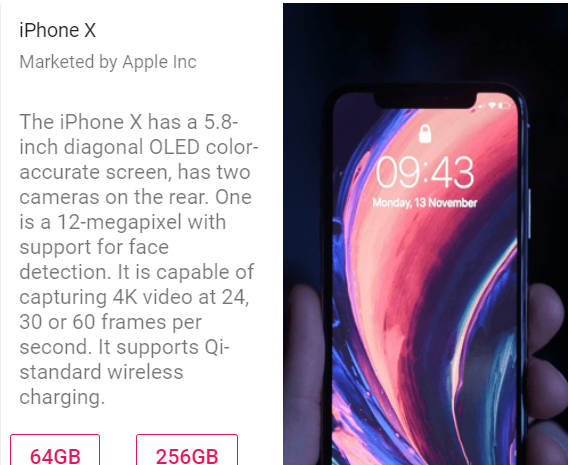 iPhone X
Marketed by Apple Inc
The iPhone X has a 5.8-
inch diagonal OLED color-
accurate screen, has two
cameras on the rear. One
is a 12-megapixel with
support for face
detection. It is capable of
capturing 4K video at 24,
30 or 60 frames per
second. It supports Qi-
standard wireless
charging.
64GB
256GB
09:43
Monday, 13 November